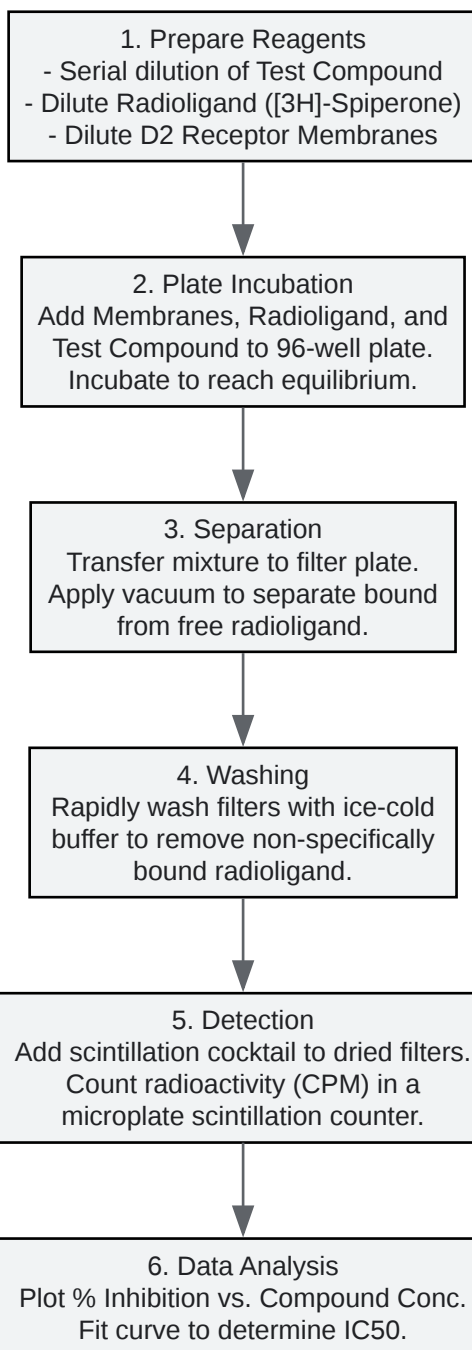 1. Prepare Reagents
- Serial dilution of Test Compound
- Dilute Radioligand ([3H]-Spiperone)
- Dilute D2 Receptor Membranes
2. Plate Incubation
Add Membranes, Radioligand, and
Test Compound to 96-well plate.
Incubate to reach equilibrium.
3. Separation
Transfer mixture to filter plate.
Apply vacuum to separate bound
from free radioligand.
4. Washing
Rapidly wash filters with ice-cold
buffer to remove non-specifically
bound radioligand.
5. Detection
Add scintillation cocktail to dried filters.
Count radioactivity (CPM) in a
microplate scintillation counter.
6. Data Analysis
Plot % Inhibition vs. Compound Conc.
Fit curve to determine IC50.